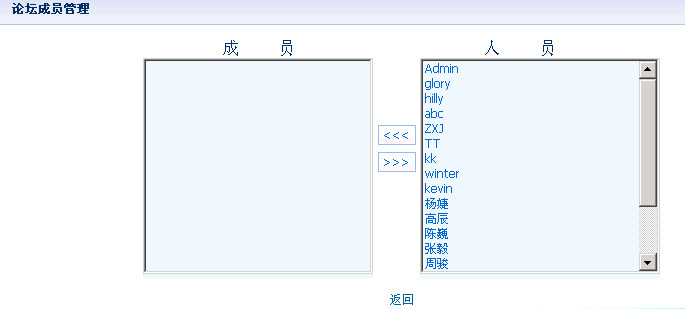 论坛成员管理
成 员
人 员
Admin
glory
hilly
abc
ZXJ
TT
kk
winter
kevin
杨婕
高辰
陈巍
张毅
周骏
<<<
>>>
返回